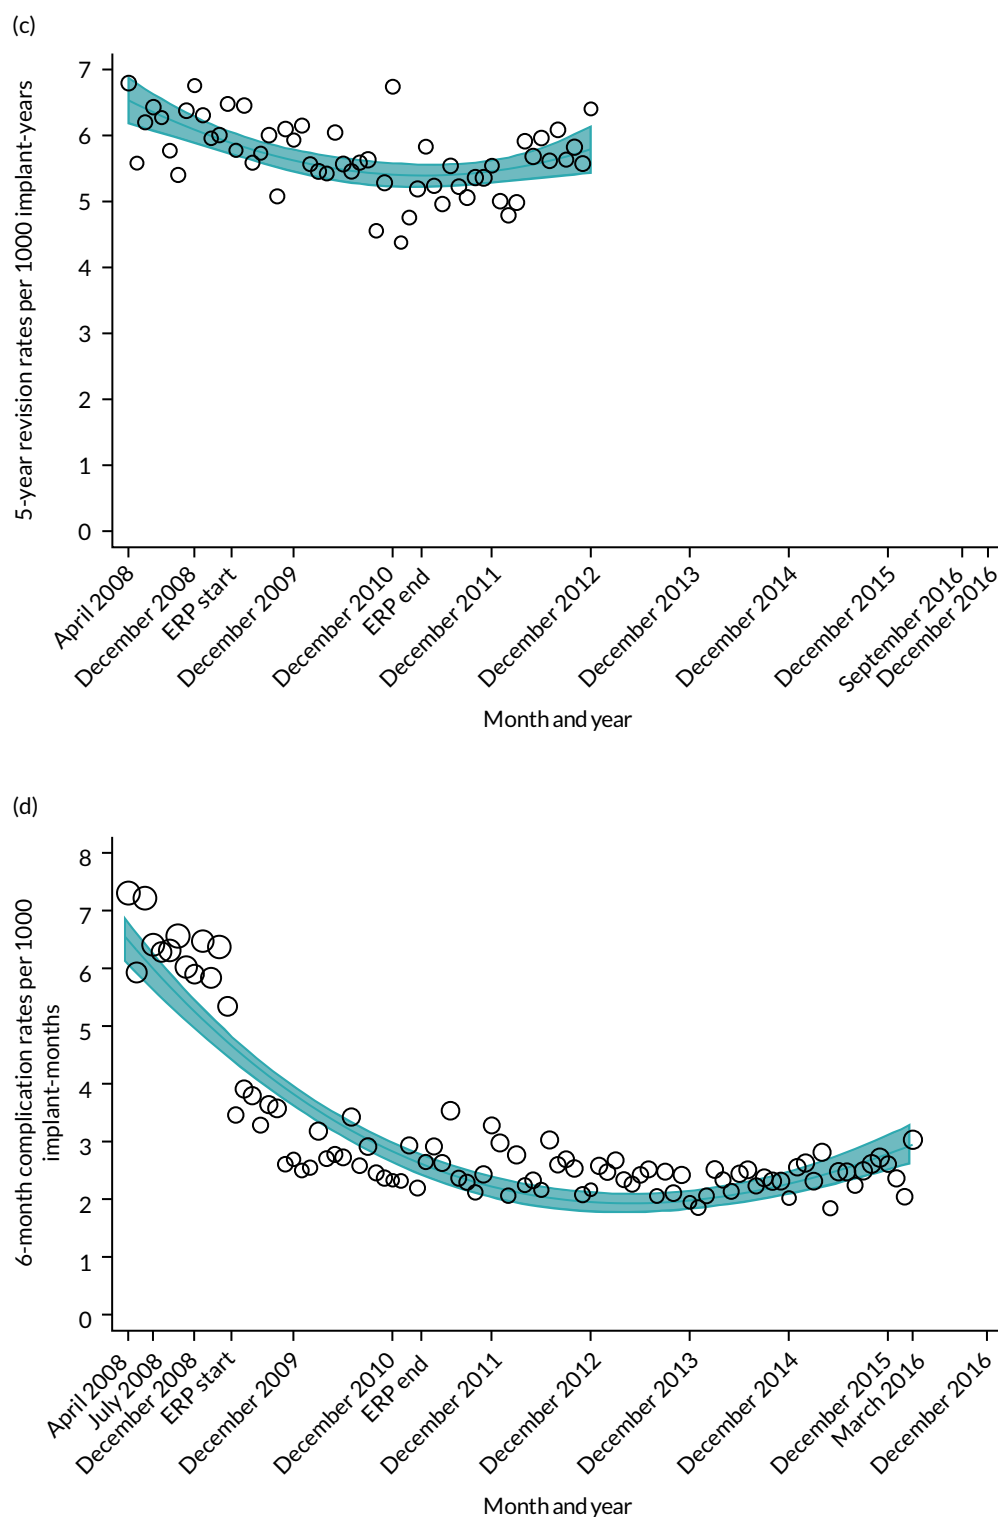 (c)
5-year revision rates per 1000 implant-years
7
6
5
4
3
2
1
0
April 2008
December 2008
ERP start
December 2009
December 2010
ERP end
December 2011
December 2012
December 2013
December 2014
December 2015
September 2016
December 2016
Month and year
(d)
6-month complication rates per 1000
implant-months
8
7
6
5
4
3
2
1
0
April 2008
July 2008
December 2008
ERP start
December 2009
December 2010
ERP end
December 2011
December 2012
December 2013
December 2014
December 2015
March 2016
December 2016
Month and year